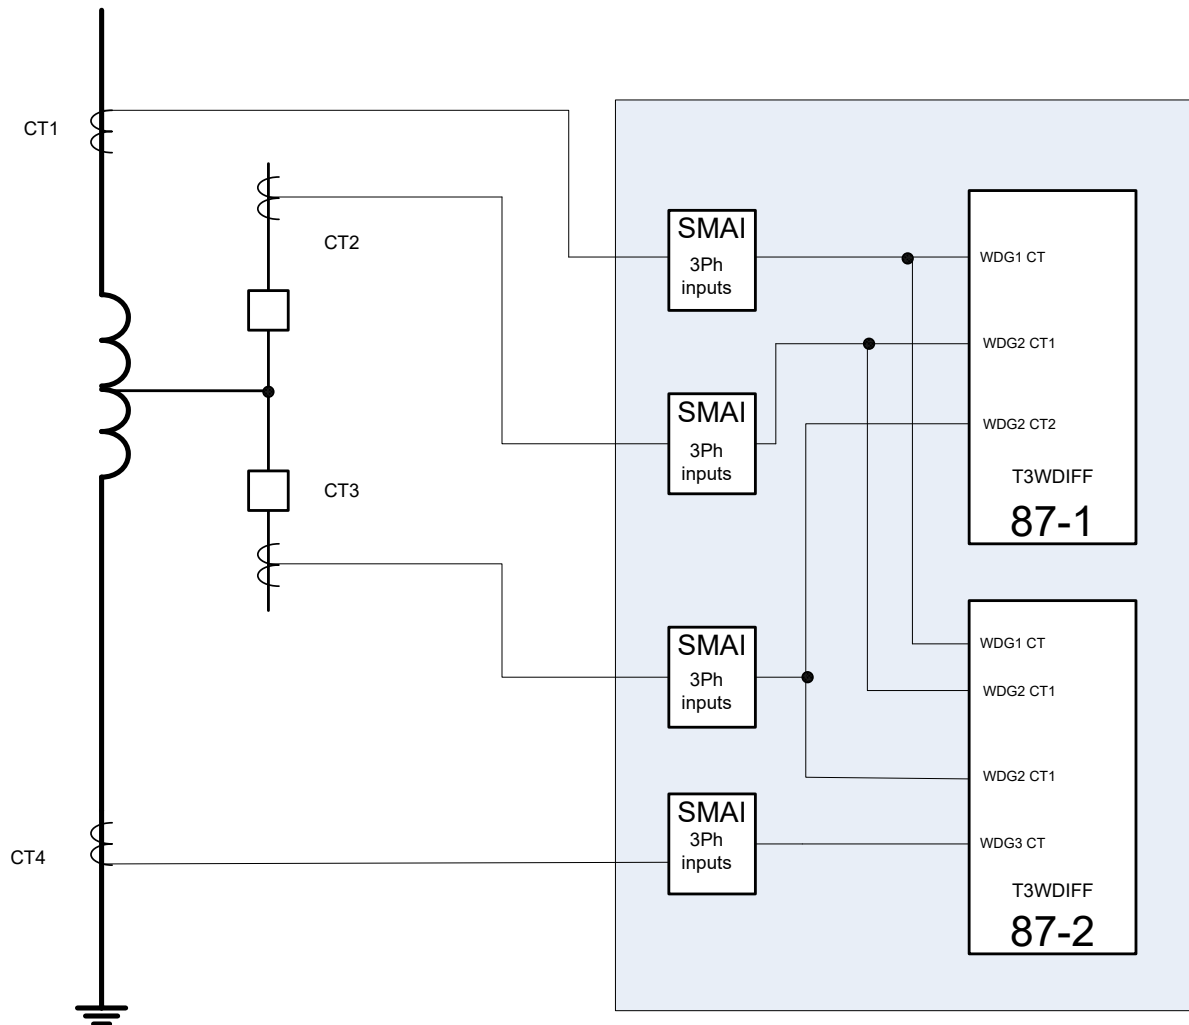 CT1
CT2
CT3
CT4
SMAI
3Ph
inputs
SMAI
3Ph
inputs
SMAI
3Ph
inputs
SMAI
3Ph
inputs
WDG1 CT
WDG2 CT1
WDG2 CT2
T3WDIFF
87-1
WDG1 CT
WDG2 CT1
WDG2 CT1
WDG3 CT
T3WDIFF
87-2